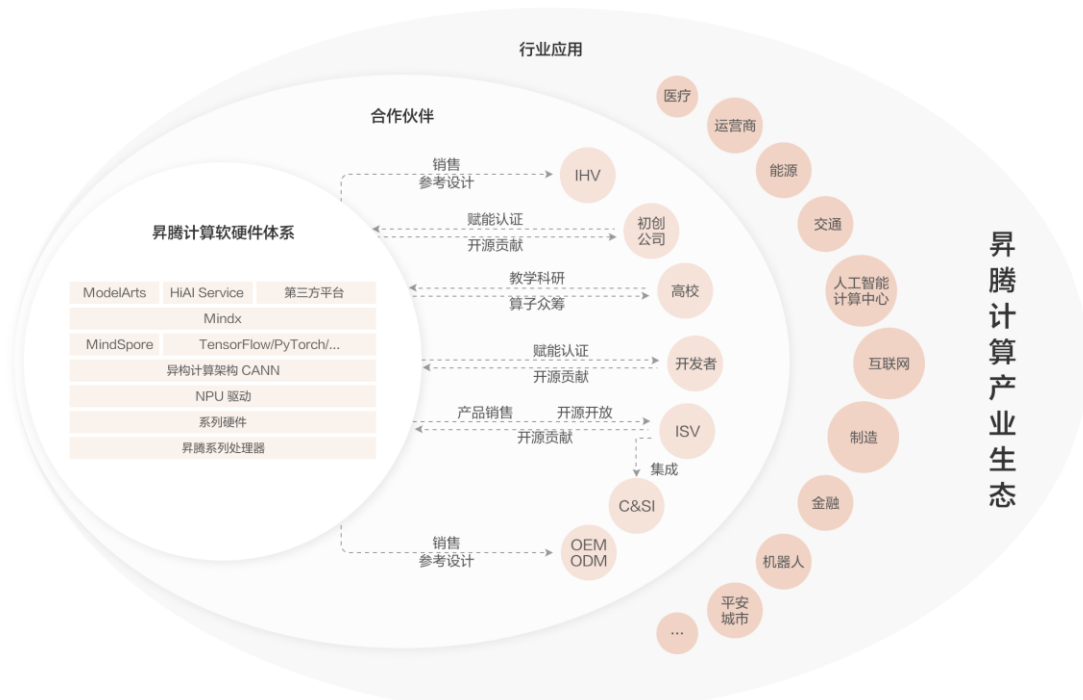 行业应用
合作伙伴
昇腾计算软硬件体系
ModelArts
HiAI Service
第三方平台
Mindx
MindSpore
TensorFlow/PyTorch/...
异构计算架构 CANN
NPU 驱动
系列硬件
昇腾系列处理器
销售
参考设计
IHV
赋能认证
开源贡献
初创
公司
教学科研
算子众筹
高校
赋能认证
开源贡献
开发者
产品销售
开源开放
开源贡献
ISV
集成
C&SI
销售
参考设计
OEM
ODM
医疗
运营商
能源
交通
人工智能
计算中心
互联网
制造
金融
机器人
平安
城市
...
昇腾计算产业生态